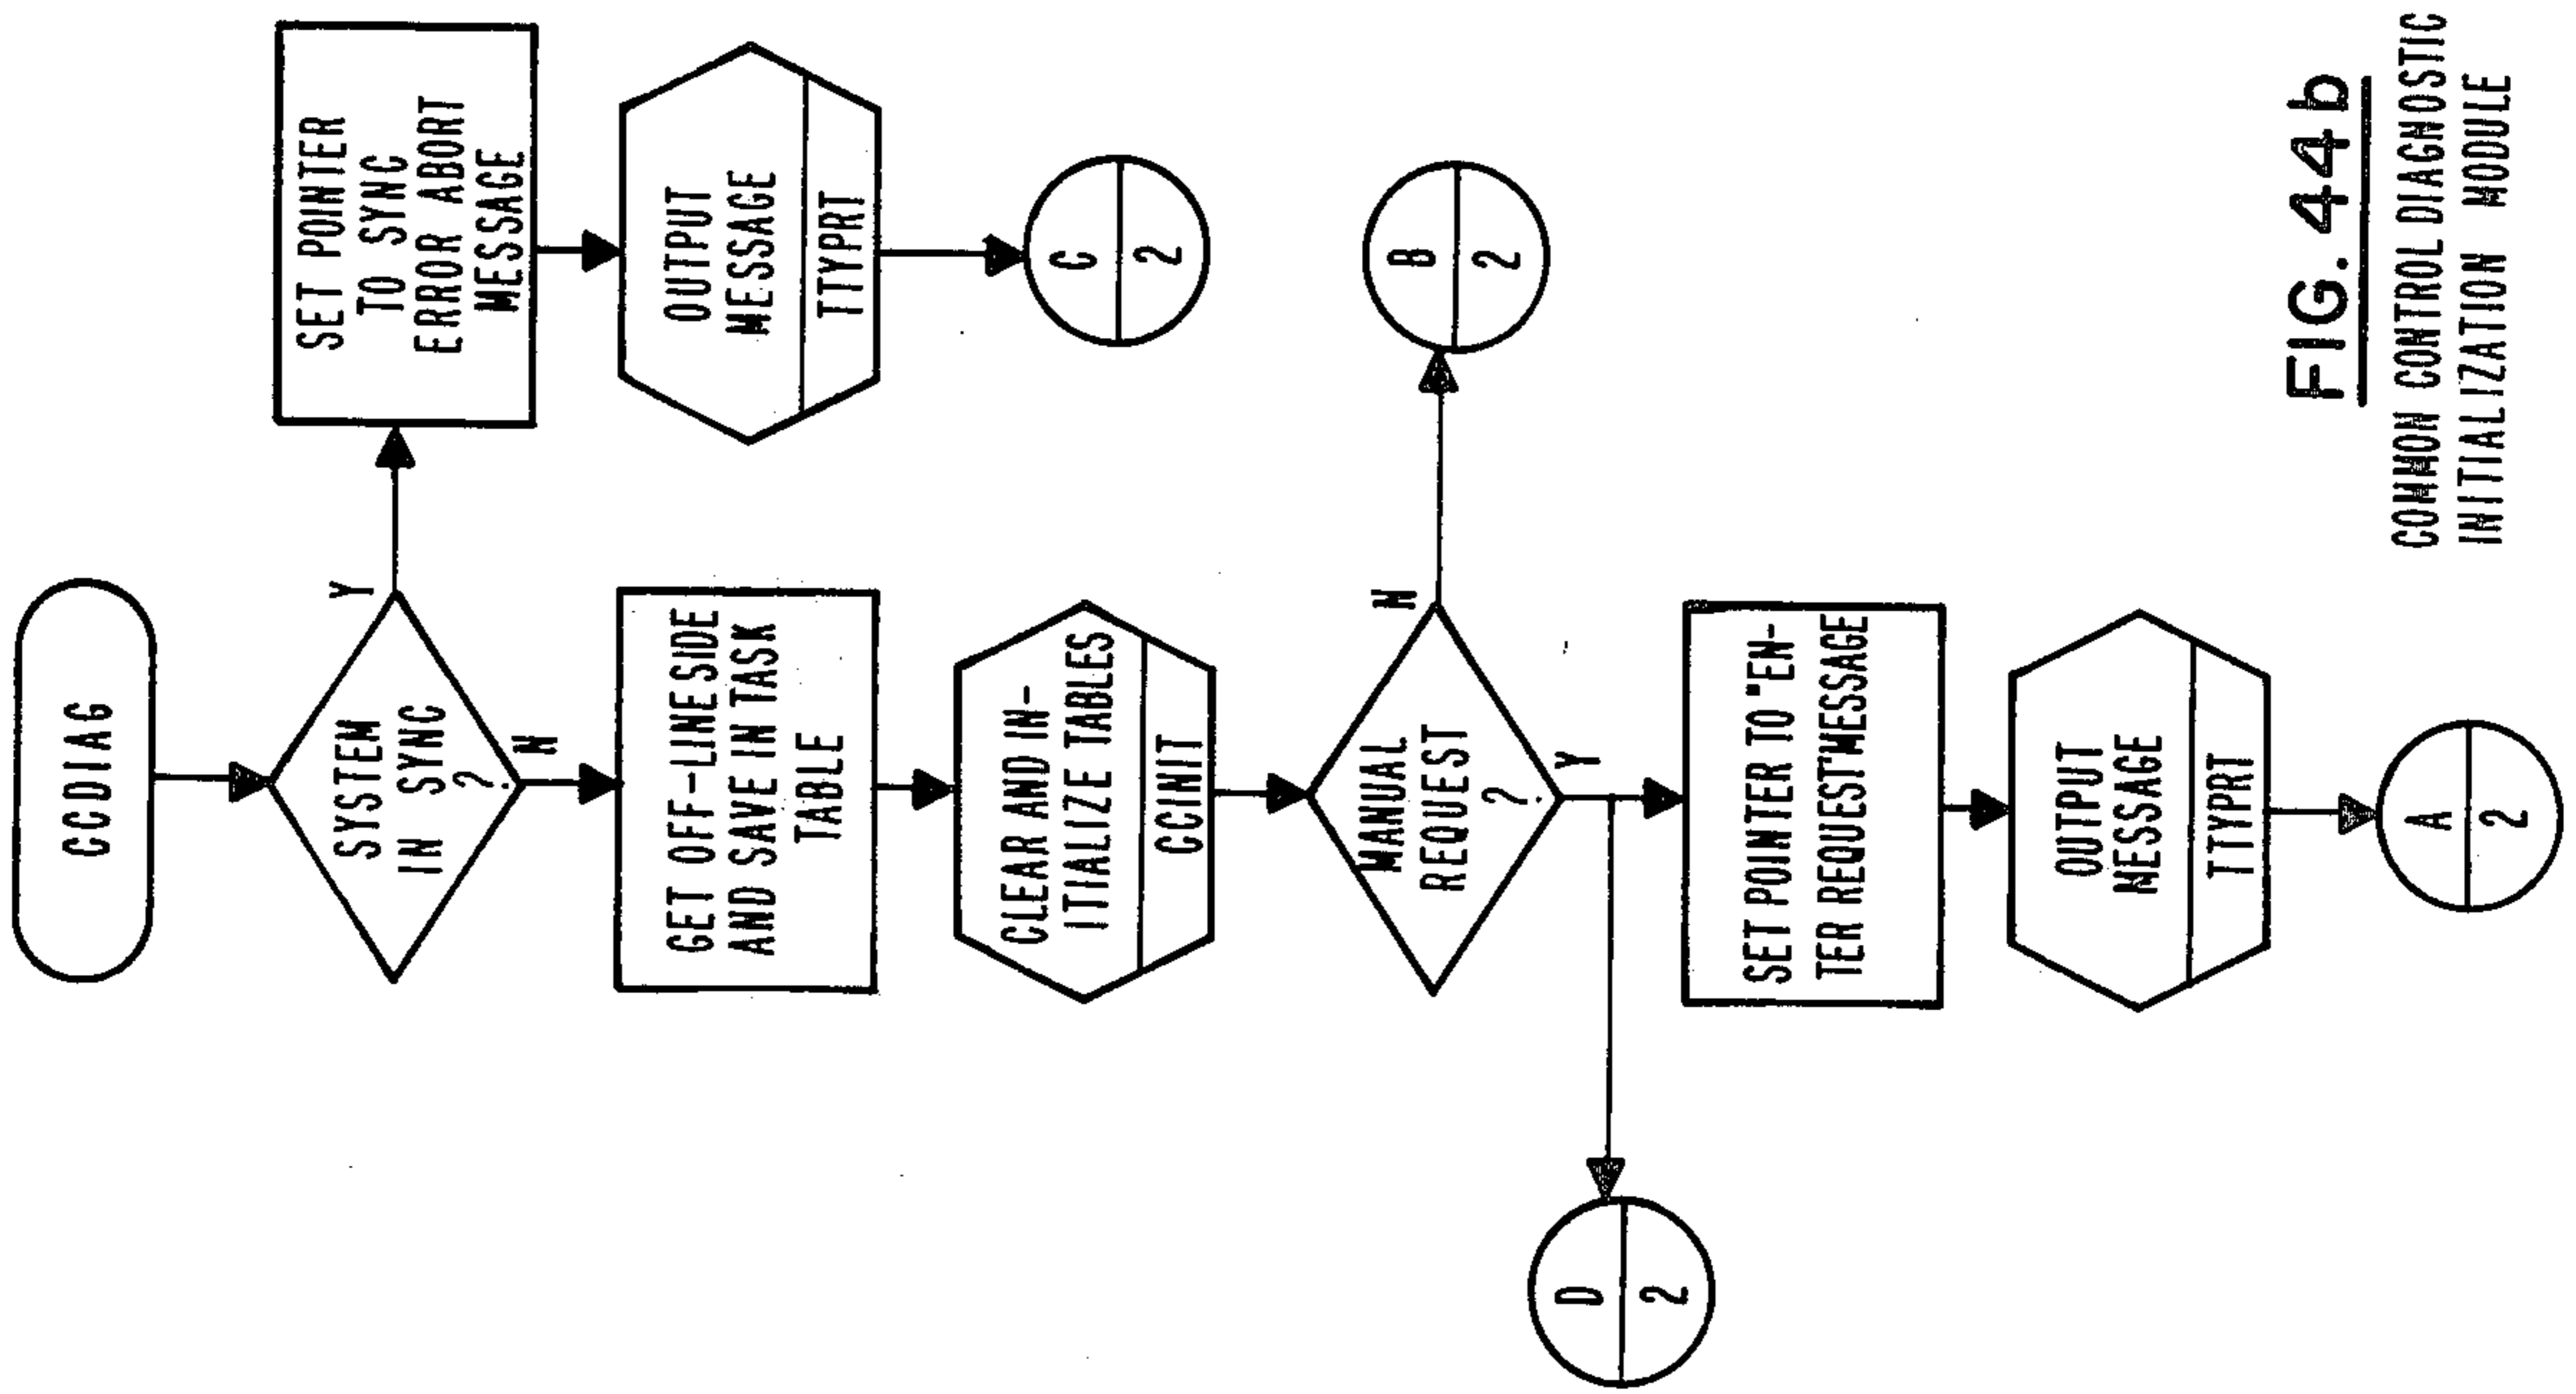 CCDIAG
SYSTEM
IN SYNC
?
Y
N
SET POINTER
TO SYNC
ERROR ABORT
MESSAGE
OUTPUT
MESSAGE
TTYPRT
C
2
GET OFF-LINE SIDE
AND SAVE IN TASK
TABLE
CLEAR AND IN-
ITIALIZE TABLES
CCINIT
MANUAL
REQUEST
?
N
Y
B
2
D
2
SET POINTER TO "EN-
TER REQUEST"MESSAGE
OUTPUT
MESSAGE
TTYPRT
A
2
FIG. 44b
COMMON CONTROL DIAGNOSTIC
INITIALIZATION MODULE